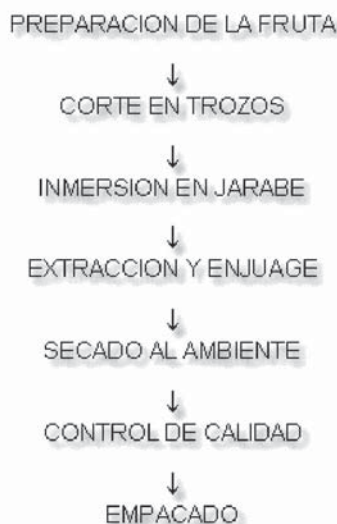 PREPARACION DE LA FRUTA
↓
CORTE EN TROZOS
↓
INMERSION EN JARABE
↓
EXTRACCION Y ENJUAGE
↓
SECADO AL AMBIENTE
↓
CONTROL DE CALIDAD
↓
EMPACADO